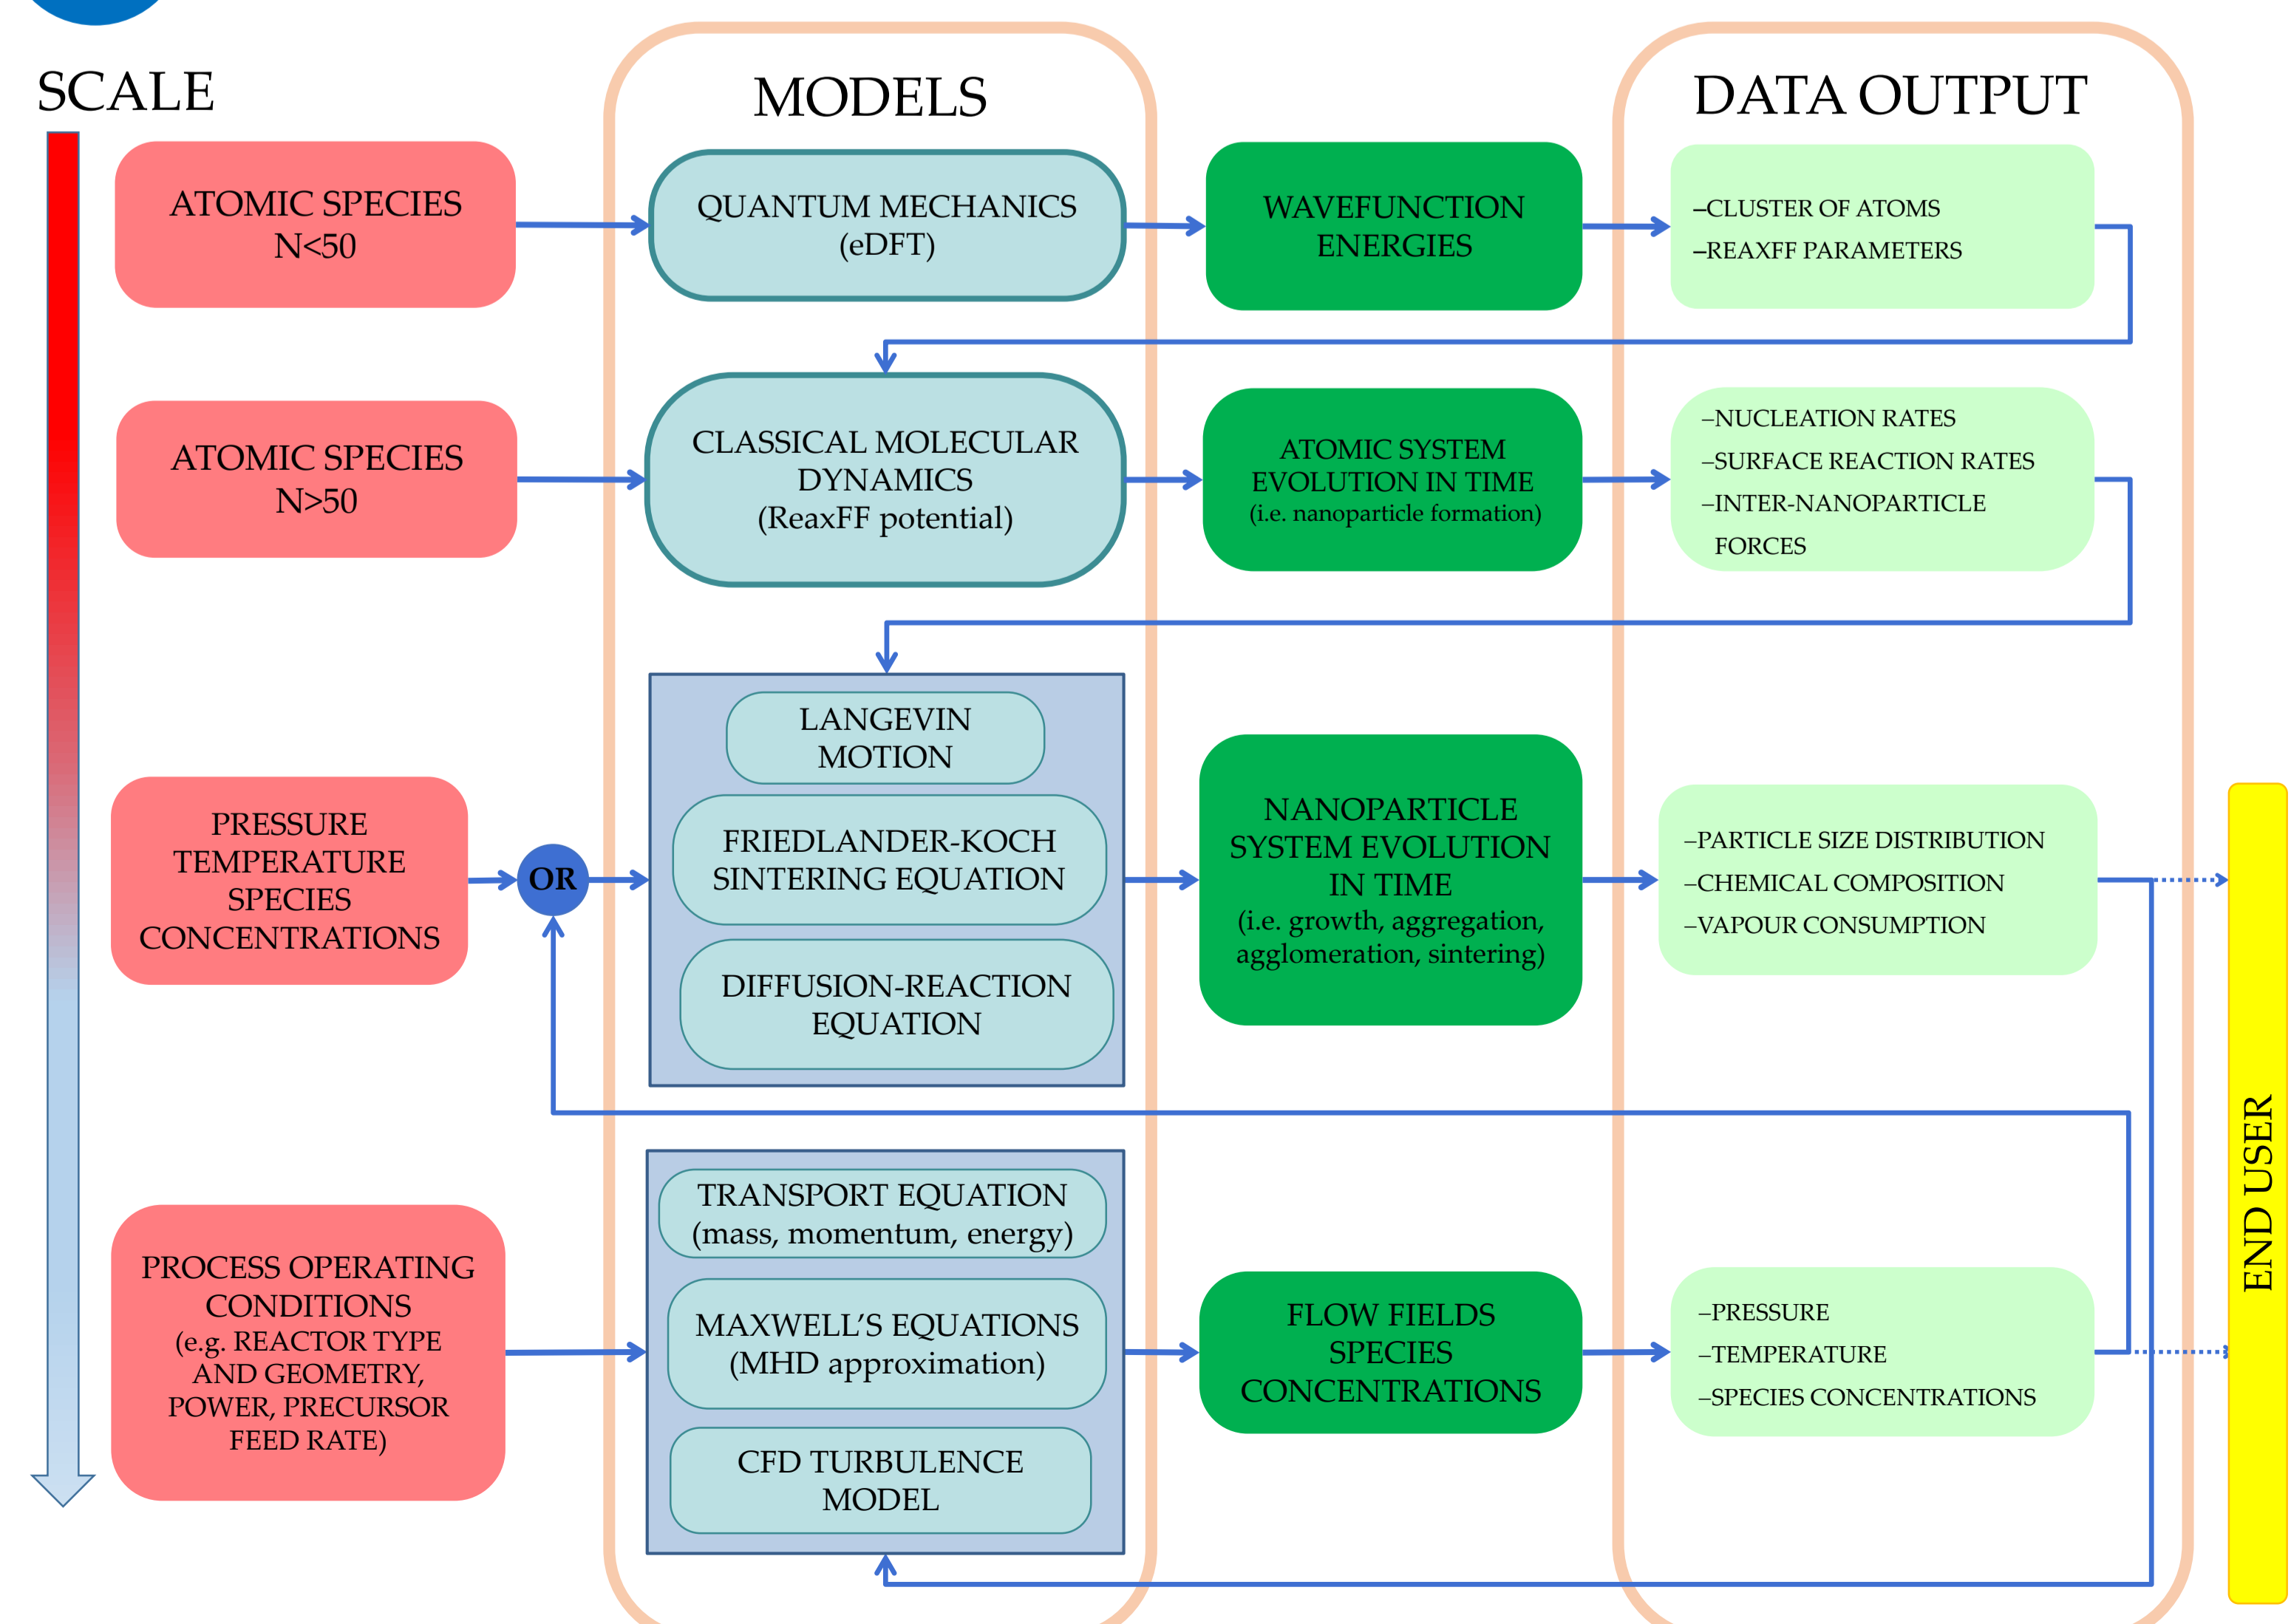 SCALE
MODELS
DATA OUTPUT
ATOMIC SPECIES
N<50
QUANTUM MECHANICS
(eDFT)
WAVEFUNCTION
ENERGIES
–CLUSTER OF ATOMS
–REAXFF PARAMETERS
ATOMIC SPECIES
N>50
CLASSICAL MOLECULAR
DYNAMICS
(ReaxFF potential)
ATOMIC SYSTEM
EVOLUTION IN TIME
(i.e. nanoparticle formation)
–NUCLEATION RATES
–SURFACE REACTION RATES
–INTER-NANOPARTICLE
FORCES
PRESSURE
TEMPERATURE
SPECIES
CONCENTRATIONS
OR
LANGEVIN
MOTION
FRIEDLANDER-KOCH
SINTERING EQUATION
DIFFUSION-REACTION
EQUATION
NANOPARTICLE
SYSTEM EVOLUTION
IN TIME
(i.e. growth, aggregation,
agglomeration, sintering)
–PARTICLE SIZE DISTRIBUTION
–CHEMICAL COMPOSITION
–VAPOUR CONSUMPTION
END USER
PROCESS OPERATING
CONDITIONS
(e.g. REACTOR TYPE
AND GEOMETRY,
POWER, PRECURSOR
FEED RATE)
TRANSPORT EQUATION
(mass, momentum, energy)
MAXWELL’S EQUATIONS
(MHD approximation)
CFD TURBULENCE
MODEL
FLOW FIELDS
SPECIES
CONCENTRATIONS
–PRESSURE
–TEMPERATURE
–SPECIES CONCENTRATIONS